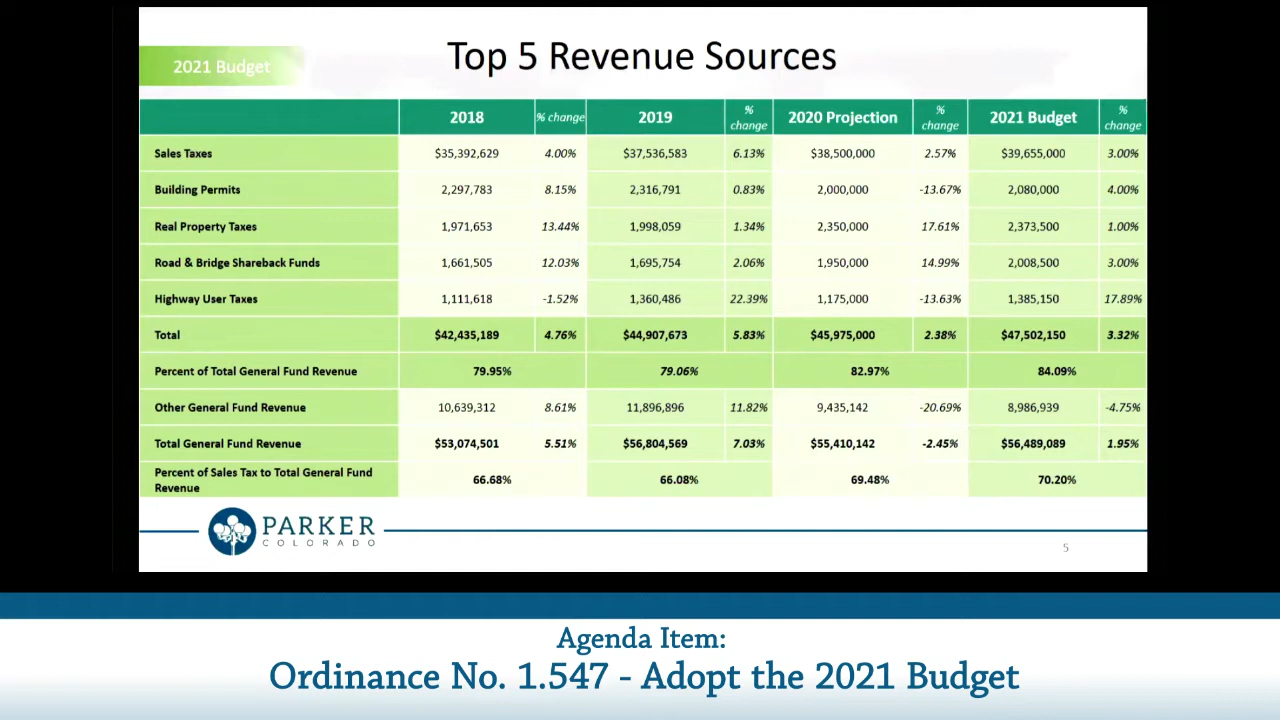 Top 5 Revenue Sources
2021 Budget
2018 % change 2019 % change 2020 Projection % change 2021 Budget % change
Sales Taxes $35,392,629 4.00% $37,536,583 6.13% $38,500,000 2.57% $39,655,000 3.00%
Building Permits 2,297,783 8.15% 2,316,791 0.83% 2,000,000 -13.67% 2,080,000 4.00%
Real Property Taxes 1,971,653 13.44% 1,998,059 1.34% 2,350,000 17.61% 2,373,500 1.00%
Road & Bridge Shareback Funds 1,661,505 12.03% 1,695,754 2.06% 1,950,000 14.99% 2,008,500 3.00%
Highway User Taxes 1,111,618 -1.52% 1,360,486 22.39% 1,175,000 -13.63% 1,385,150 17.89%
Total $42,435,189 4.76% $44,907,673 5.83% $45,975,000 2.38% $47,502,150 3.32%
Percent of Total General Fund Revenue 79.95% 79.06% 82.97% 84.09%
Other General Fund Revenue 10,639,312 8.61% 11,896,896 11.82% 9,435,142 -20.69% 8,986,939 -4.75%
Total General Fund Revenue $53,074,501 5.51% $56,804,569 7.03% $55,410,142 -2.45% $56,489,089 1.95%
Percent of Sales Tax to Total General Fund
Revenue 66.68% 66.08% 69.48% 70.20%
PARKER
COLORADO
5
Agenda Item:
Ordinance No. 1.547 - Adopt the 2021 Budget